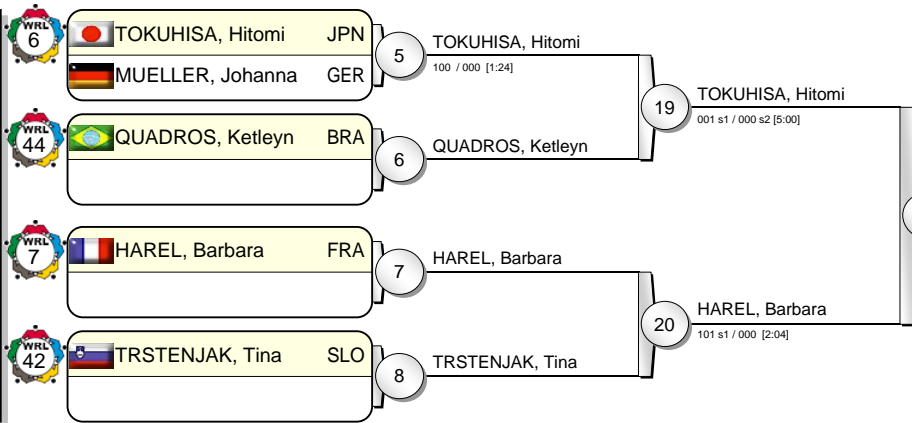 WRL
6
TOKUHISA, Hitomi JPN
MUELLER, Johanna GER
5
TOKUHISA, Hitomi
100 / 000 [1:24]
19
TOKUHISA, Hitomi
001 s1 / 000 s2 [5:00]
WRL
44
QUADROS, Ketleyn BRA
6
QUADROS, Ketleyn
WRL
7
HAREL, Barbara FRA
7
HAREL, Barbara
20
HAREL, Barbara
101 s1 / 000 [2:04]
WRL
42
TRSTENJAK, Tina SLO
8
TRSTENJAK, Tina